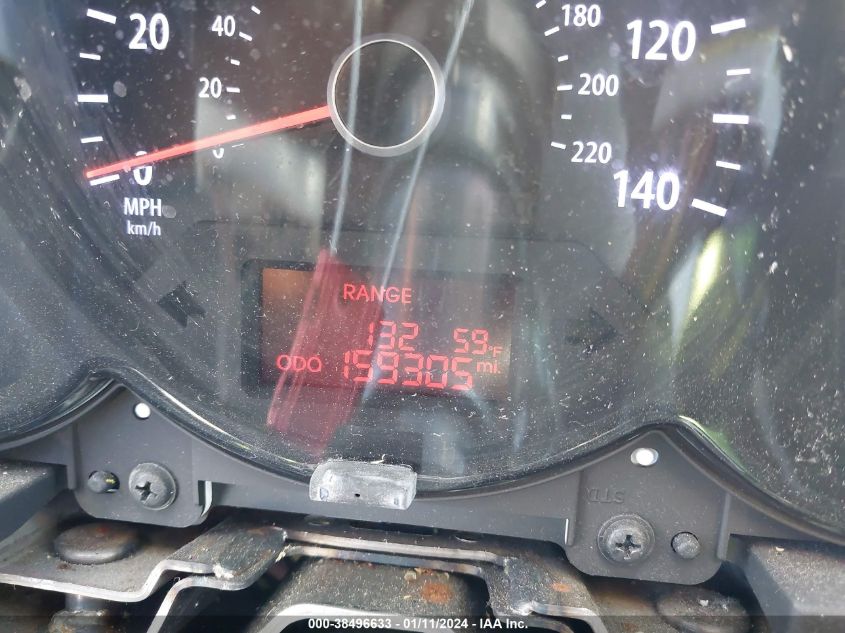 20 40 180 120
20 200
0 0 220 140
MPH
km/h
RANGE
132 59°F
ODO 159305 mi
STD
000-38496633 / 01/11/2024 - IAA Inc.